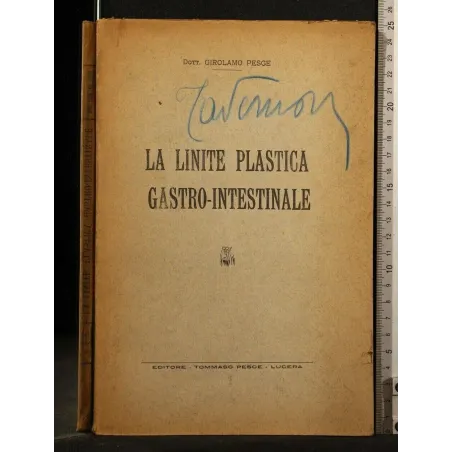 Dott. GIROLAMO PESCE
LA LINITE PLASTICA
GASTRO-INTESTINALE
EDITORE - TOMMASO PESCE - LUCERA